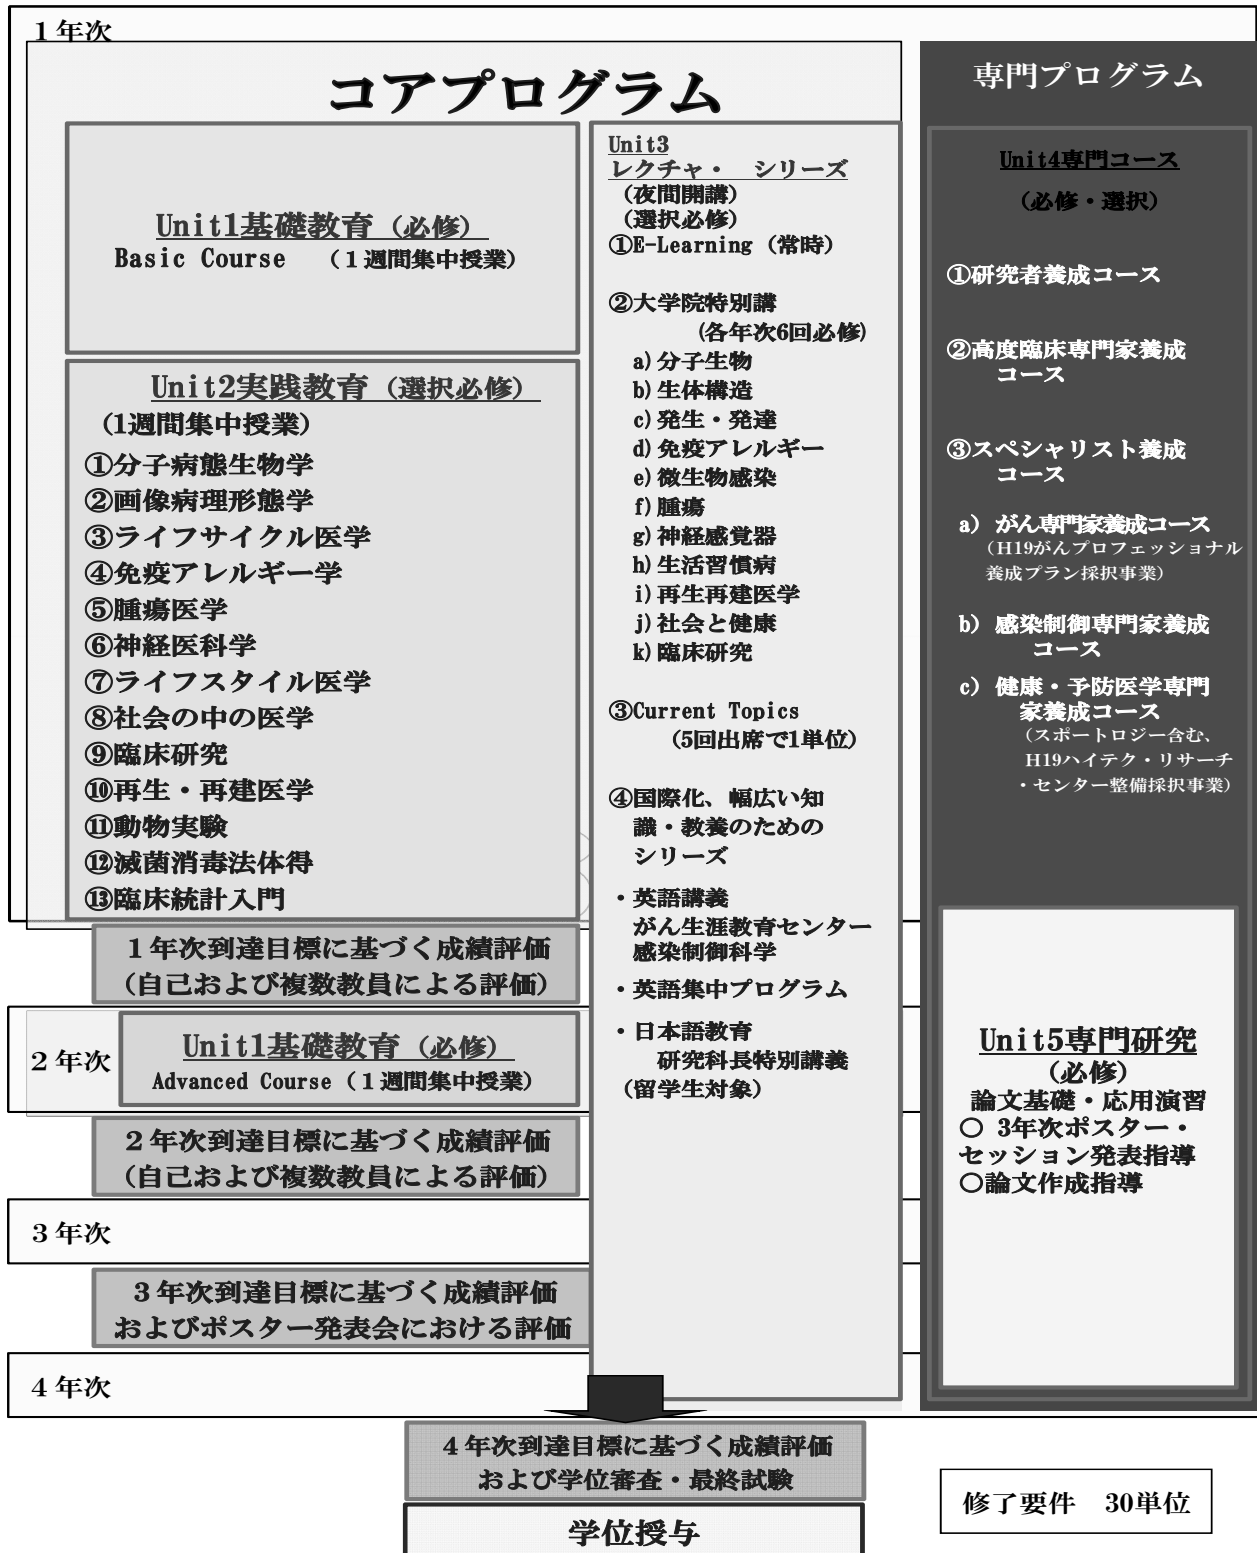 １年次
コアプログラム
Unit1基礎教育（必修）
Basic Course　（１週間集中授業）
Unit2実践教育（選択必修）
（1週間集中授業）
①分子病態生物学
②画像病理形態学
③ライフサイクル医学
④免疫アレルギー学
⑤腫瘍医学
⑥神経医科学
⑦ライフスタイル医学
⑧社会の中の医学
⑨臨床研究
⑩再生・再建医学
⑪動物実験
⑫滅菌消毒法体得
⑬臨床統計入門
１年次到達目標に基づく成績評価
（自己および複数教員による評価）
２年次
Unit1基礎教育（必修）
Advanced Course（１週間集中授業）
２年次到達目標に基づく成績評価
（自己および複数教員による評価）
３年次
３年次到達目標に基づく成績評価
およびポスター発表会における評価
４年次
Unit3
レクチャ・　シリーズ
（夜間開講）
（選択必修）
①E-Learning（常時）
②大学院特別講
（各年次6回必修）
a)分子生物
b)生体構造
c)発生・発達
d)免疫アレルギー
e)微生物感染
f)腫瘍
g)神経感覚器
h)生活習慣病
i)再生再建医学
j)社会と健康
k)臨床研究
③Current Topics
（5回出席で1単位）
④国際化、幅広い知
識・教養のための
シリーズ
・英語講義
がん生涯教育センター
感染制御科学
・英語集中プログラム
・日本語教育
研究科長特別講義
（留学生対象）
専門プログラム
Unit4専門コース
（必修・選択）
①研究者養成コース
②高度臨床専門家養成
コース
③スペシャリスト養成
コース
a) がん専門家養成コース
（H19がんプロフェッショナル
養成プラン採択事業）
b) 感染制御専門家養成
コース
c) 健康・予防医学専門
家養成コース
（スポートロジー含む、
H19ハイテク・リサーチ
・センター整備採択事業）
Unit5専門研究
（必修）
論文基礎・応用演習
〇 3年次ポスター・
セッション発表指導
〇論文作成指導
４年次到達目標に基づく成績評価
および学位審査・最終試験
学位授与
修了要件　30単位